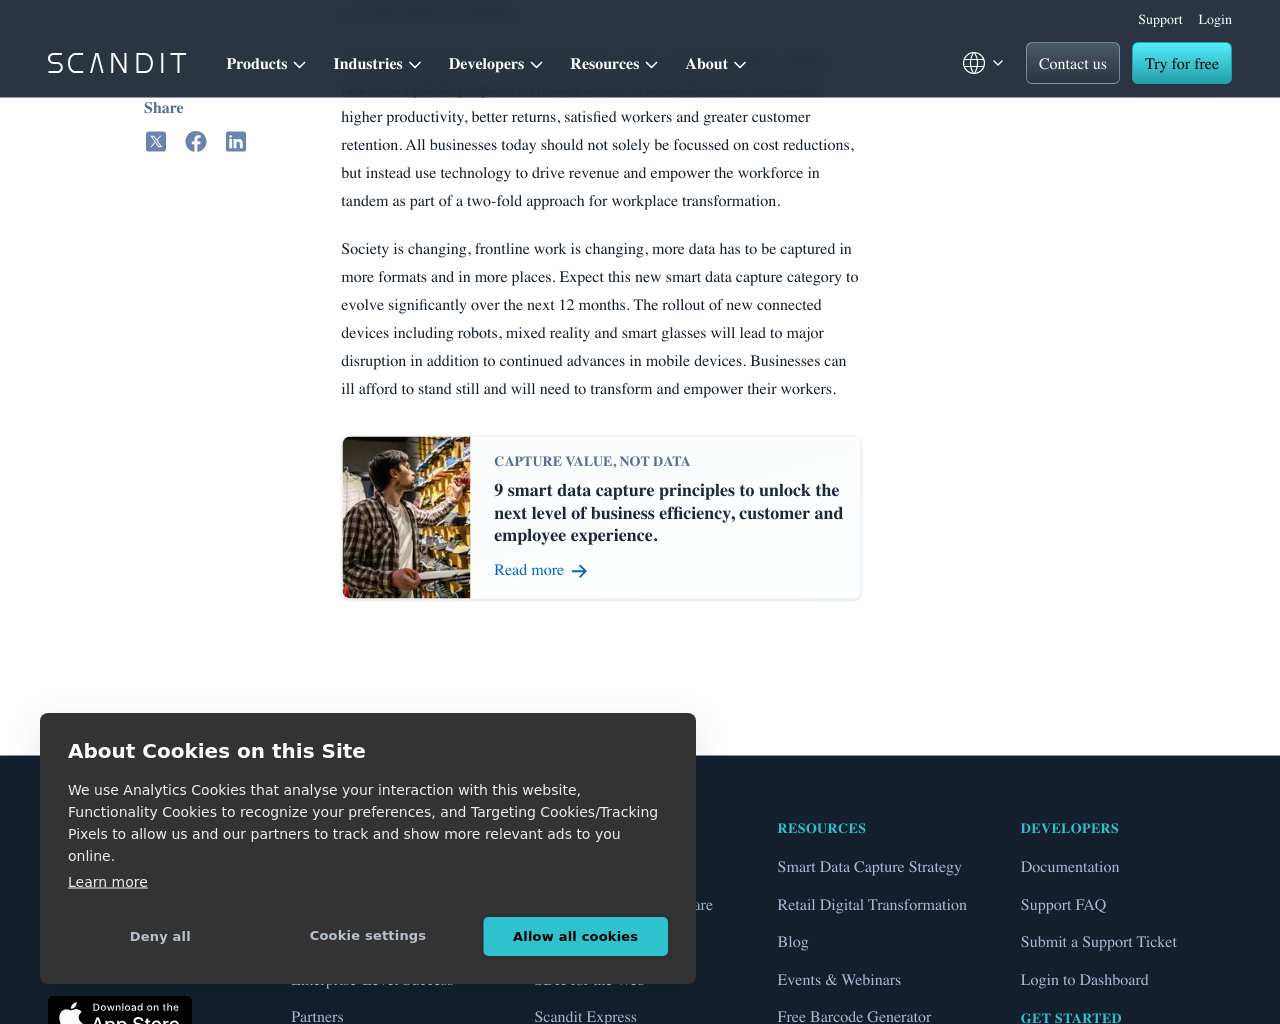 Support Login
SCANDIT Products Industries Developers Resources About Contact us Try for free
Share
higher productivity, better returns, satisfied workers and greater customer
retention. All businesses today should not solely be focussed on cost reductions,
but instead use technology to drive revenue and empower the workforce in
tandem as part of a two-fold approach for workplace transformation.
Society is changing, frontline work is changing, more data has to be captured in
more formats and in more places. Expect this new smart data capture category to
evolve significantly over the next 12 months. The rollout of new connected
devices including robots, mixed reality and smart glasses will lead to major
disruption in addition to continued advances in mobile devices. Businesses can
ill afford to stand still and will need to transform and empower their workers.
CAPTURE VALUE, NOT DATA
9 smart data capture principles to unlock the
next level of business efficiency, customer and
employee experience.
Read more
About Cookies on this Site
We use Analytics Cookies that analyse your interaction with this website,
Functionality Cookies to recognize your preferences, and Targeting Cookies/Tracking
Pixels to allow us and our partners to track and show more relevant ads to you
online.
Learn more
Deny all Cookie settings Allow all cookies
RESOURCES
Smart Data Capture Strategy
Retail Digital Transformation
Blog
Events & Webinars
Free Barcode Generator
DEVELOPERS
Documentation
Support FAQ
Submit a Support Ticket
Login to Dashboard
GET STARTED
Partners
Scandit Express
Download on the
App Store